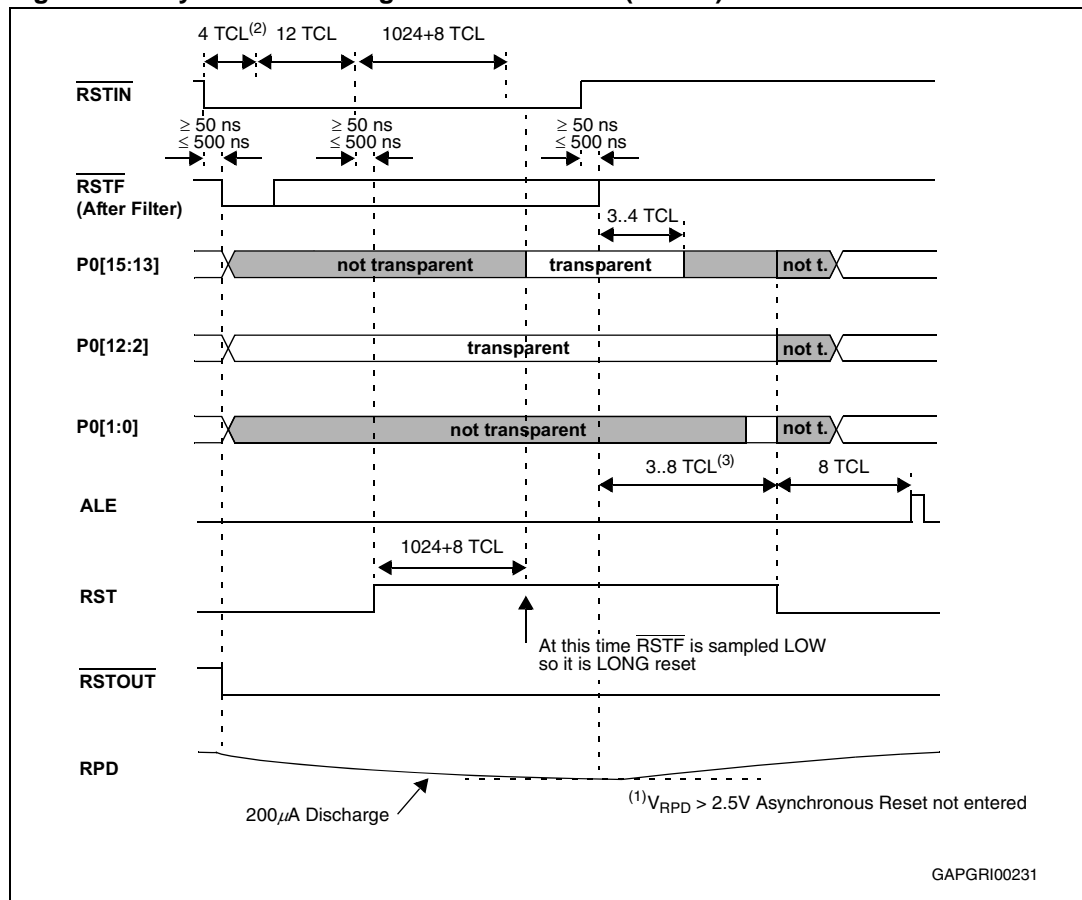 4 TCL(2) 12 TCL 1024+8 TCL
RSTIN
≥ 50 ns ≥ 50 ns ≥ 50 ns
≤ 500 ns ≤ 500 ns ≤ 500 ns
RSTF
(After Filter)
3..4 TCL
P0[15:13] not transparent transparent not t.
P0[12:2] transparent not t.
P0[1:0] not transparent not t.
3..8 TCL(3) 8 TCL
ALE
1024+8 TCL
RST
At this time RSTF is sampled LOW
so it is LONG reset
RSTOUT
RPD
200µA Discharge
(1)VRPD > 2.5V Asynchronous Reset not entered
GAPGRI00231